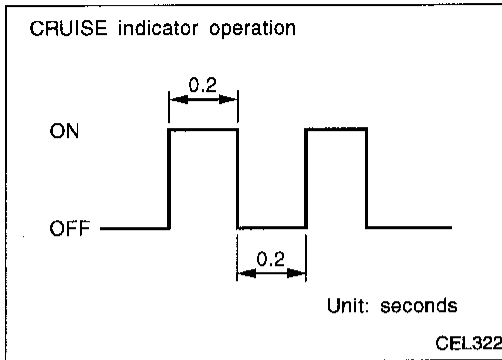 CRUISE indicator operation
0.2
ON
OFF
0.2
Unit: seconds
CEL322